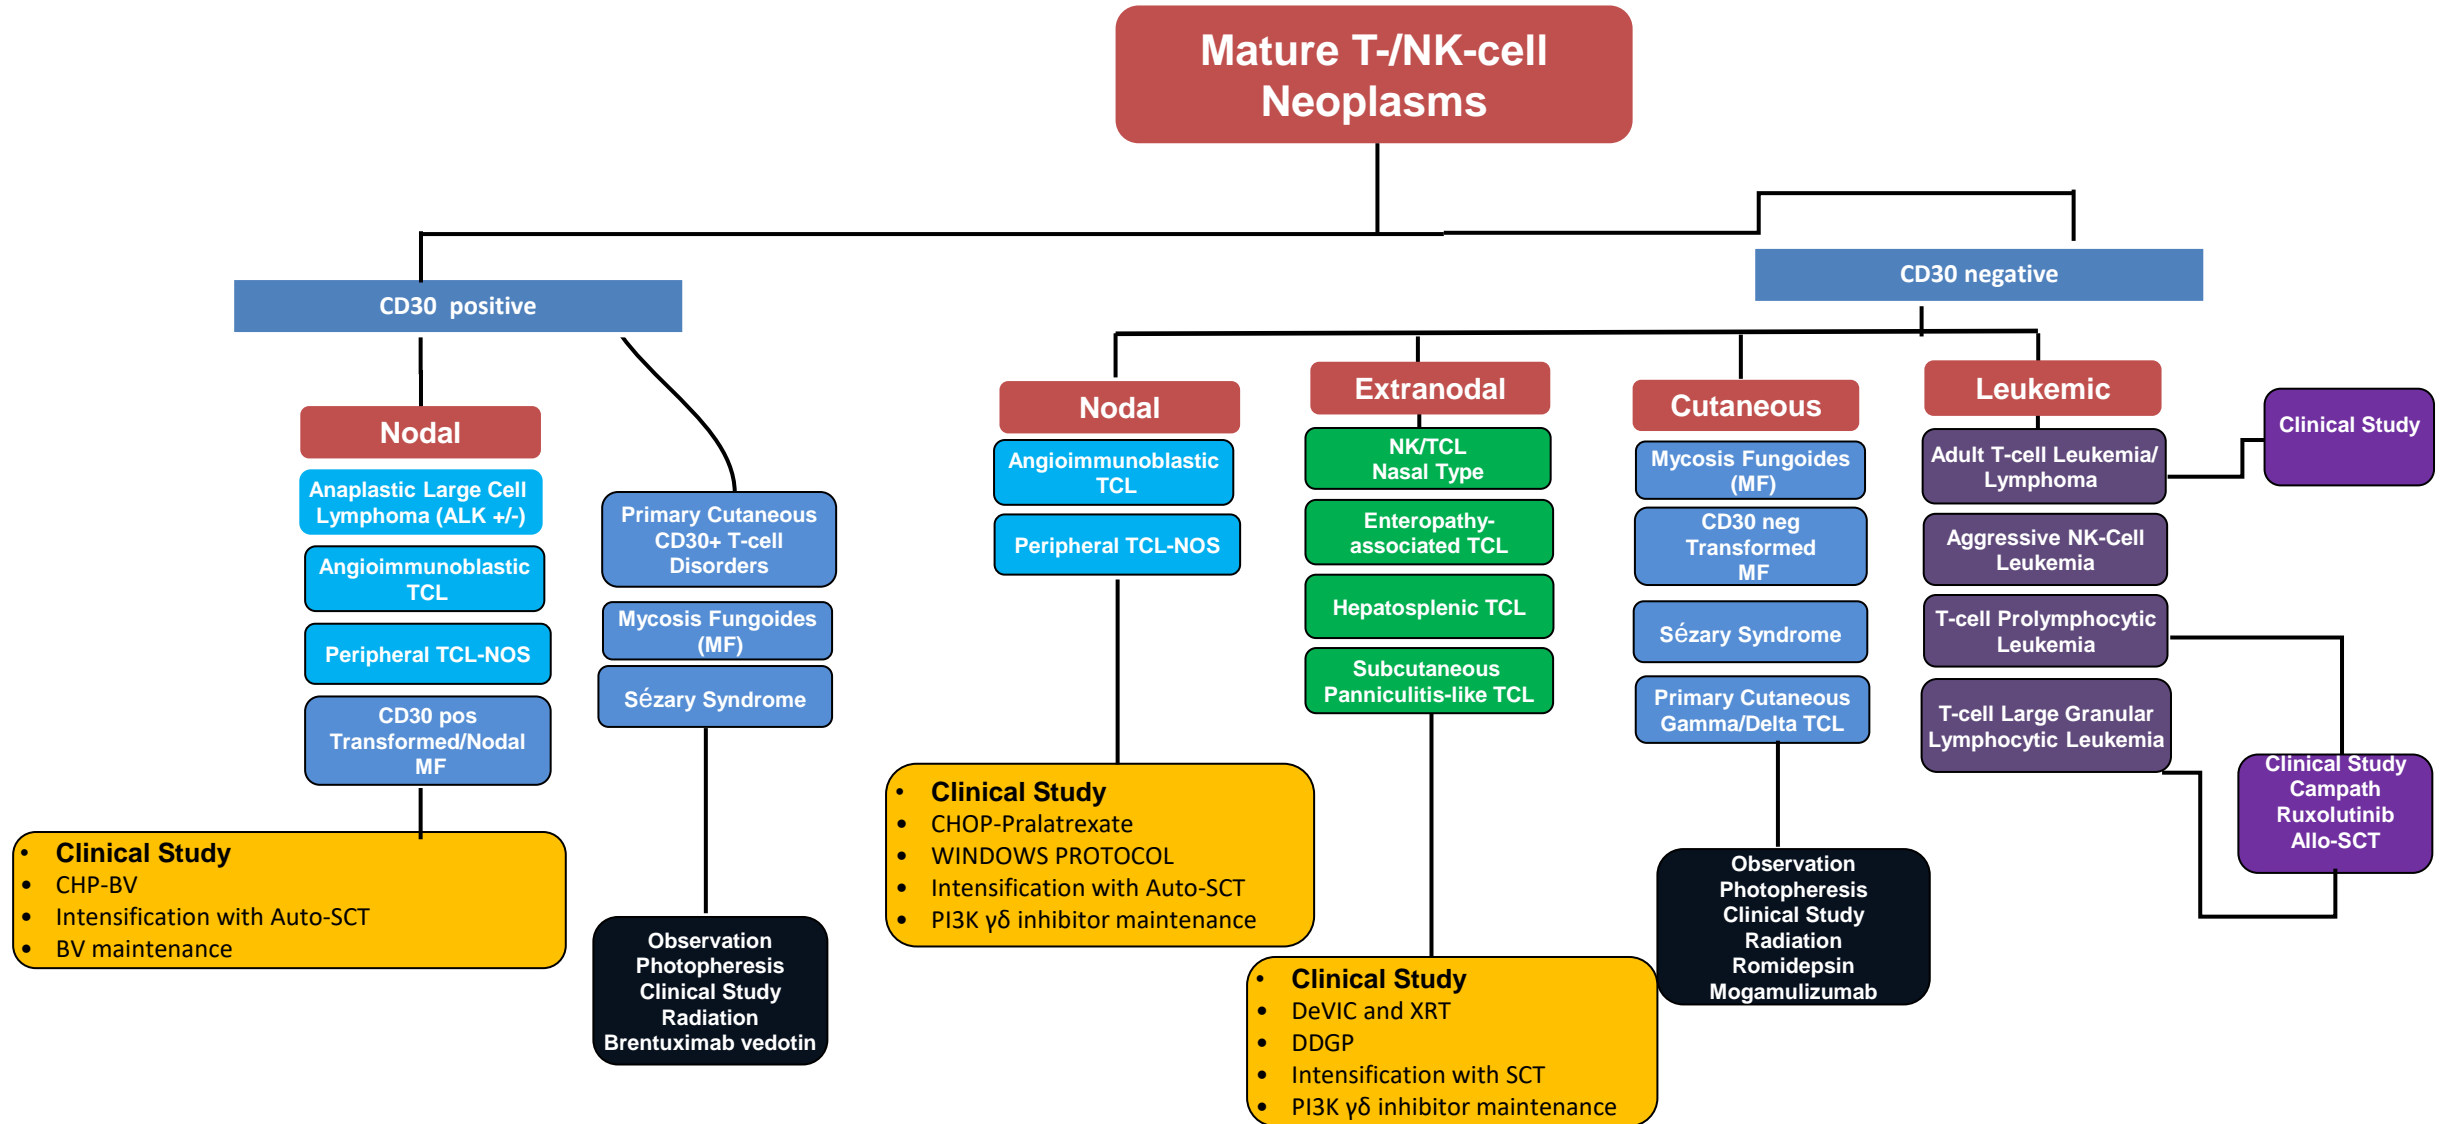 Mature T-/NK-cell
Neoplasms
CD30 positive
CD30 negative
Nodal
Anaplastic Large Cell
Lymphoma (ALK +/-)
Angioimmunoblastic
TCL
Peripheral TCL-NOS
CD30 pos
Transformed/Nodal
MF
• Clinical Study
• CHP-BV
• Intensification with Auto-SCT
• BV maintenance
Primary Cutaneous
CD30+ T-cell
Disorders
Mycosis Fungoides
(MF)
Sézary Syndrome
Observation
Photopheresis
Clinical Study
Radiation
Brentuximab vedotin
Nodal
Angioimmunoblastic
TCL
Peripheral TCL-NOS
• Clinical Study
• CHOP-Pralatrexate
• WINDOWS PROTOCOL
• Intensification with Auto-SCT
• PI3K γδ inhibitor maintenance
Extranodal
NK/TCL
Nasal Type
Enteropathy-
associated TCL
Hepatosplenic TCL
Subcutaneous
Panniculitis-like TCL
• Clinical Study
• DeVIC and XRT
• DDGP
• Intensification with SCT
• PI3K γδ inhibitor maintenance
Cutaneous
Mycosis Fungoides
(MF)
CD30 neg
Transformed
MF
Sézary Syndrome
Primary Cutaneous
Gamma/Delta TCL
Observation
Photopheresis
Clinical Study
Radiation
Romidepsin
Mogamulizumab
Leukemic
Adult T-cell Leukemia/
Lymphoma
Aggressive NK-Cell
Leukemia
T-cell Prolymphocytic
Leukemia
T-cell Large Granular
Lymphocytic Leukemia
Clinical Study
Clinical Study
Campath
Ruxolutinib
Allo-SCT